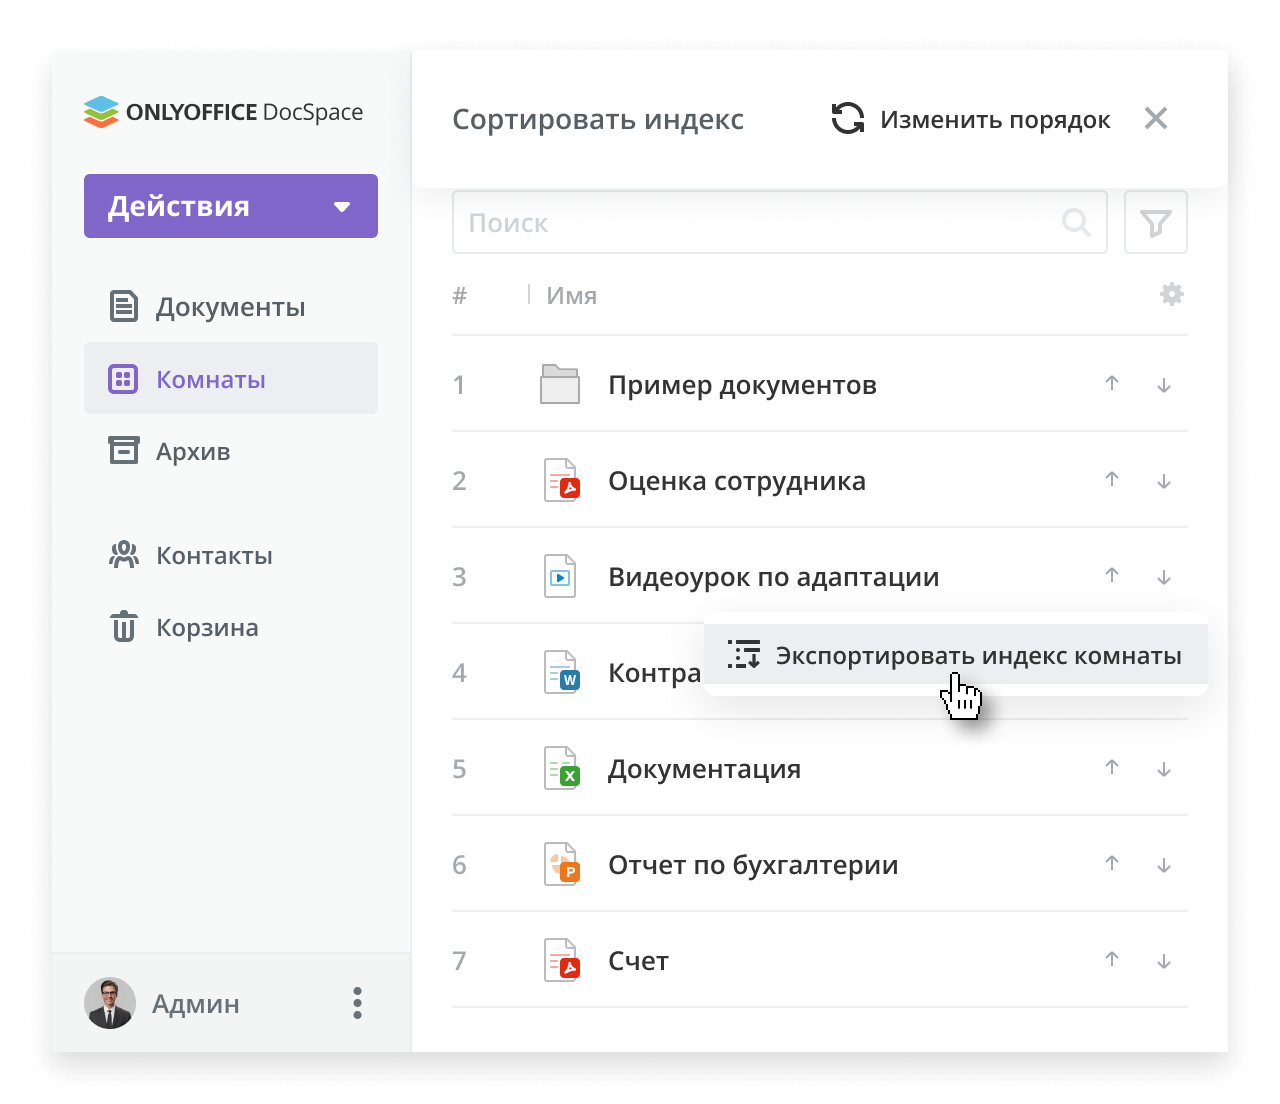 ONLYOFFICE DocSpace
Сортировать индекс
Изменить порядок
Действия
Поиск
Документы
# Имя
Комнаты
Архив
Контакты
Корзина
1 Пример документов
2 Оценка сотрудника
3 Видеоурок по адаптации
4 Контра
Экспортировать индекс комнаты
5 Документация
6 Отчет по бухгалтерии
7 Счет
Админ